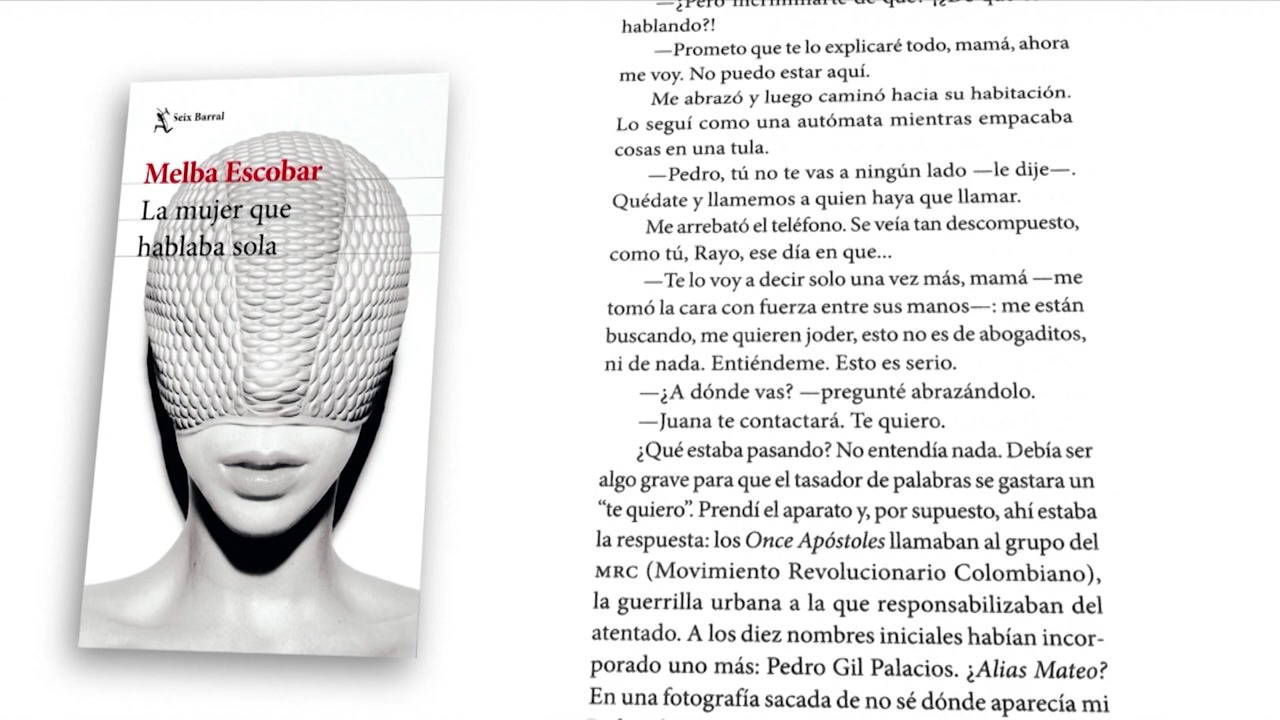 Seix Barral
Melba Escobar
La mujer que
hablaba sola
hablando?!
—Prometo que te lo explicaré todo, mamá, ahora
me voy. No puedo estar aquí.
Me abrazó y luego caminó hacia su habitación.
Lo seguí como una autómata mientras empacaba
cosas en una tula.
—Pedro, tú no te vas a ningún lado —le dije—.
Quédate y llamemos a quien haya que llamar.
Me arrebató el teléfono. Se veía tan descompuesto,
como tú, Rayo, ese día en que...
—Te lo voy a decir solo una vez más, mamá —me
tomó la cara con fuerza entre sus manos—: me están
buscando, me quieren joder, esto no es de abogaditos,
ni de nada. Entiéndeme. Esto es serio.
—¿A dónde vas? —pregunté abrazándolo.
—Juana te contactará. Te quiero.
¿Qué estaba pasando? No entendía nada. Debía ser
algo grave para que el tasador de palabras se gastara un
“te quiero”. Prendí el aparato y, por supuesto, ahí estaba
la respuesta: los Once Apóstoles llamaban al grupo del
MRC (Movimiento Revolucionario Colombiano),
la guerrilla urbana a la que responsabilizaban del
atentado. A los diez nombres iniciales habían incor-
porado uno más: Pedro Gil Palacios. ¿Alias Mateo?
En una fotografía sacada de no sé dónde aparecía mi